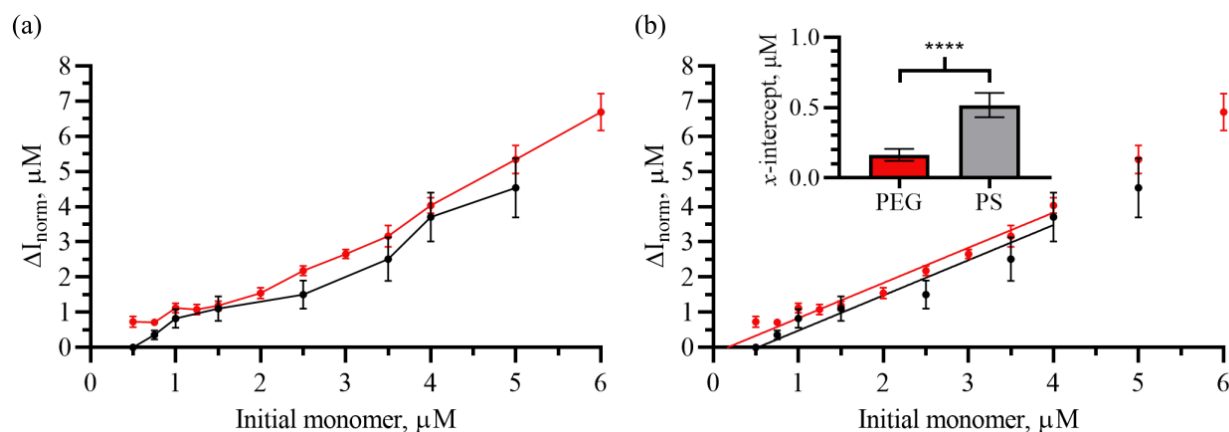 (a)
8
7
6
5
4
3
2
1
0
ΔI_norm, μM
0 1 2 3 4 5 6
Initial monomer, μM
(b)
8
7
6
5
4
3
2
1
0
ΔI_norm, μM
0 1 2 3 4 5 6
Initial monomer, μM
1.0
0.5
0.0
x-intercept, μM
****
PEG PS